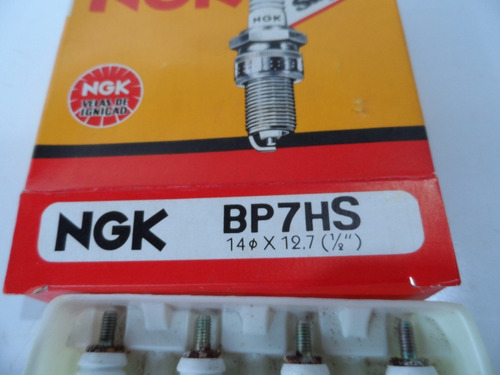 NGK
NGK
NGK
VELAS DE
IGNIÇÃO
NGK
BP7HS
14ϕ X 12.7 (1/2")